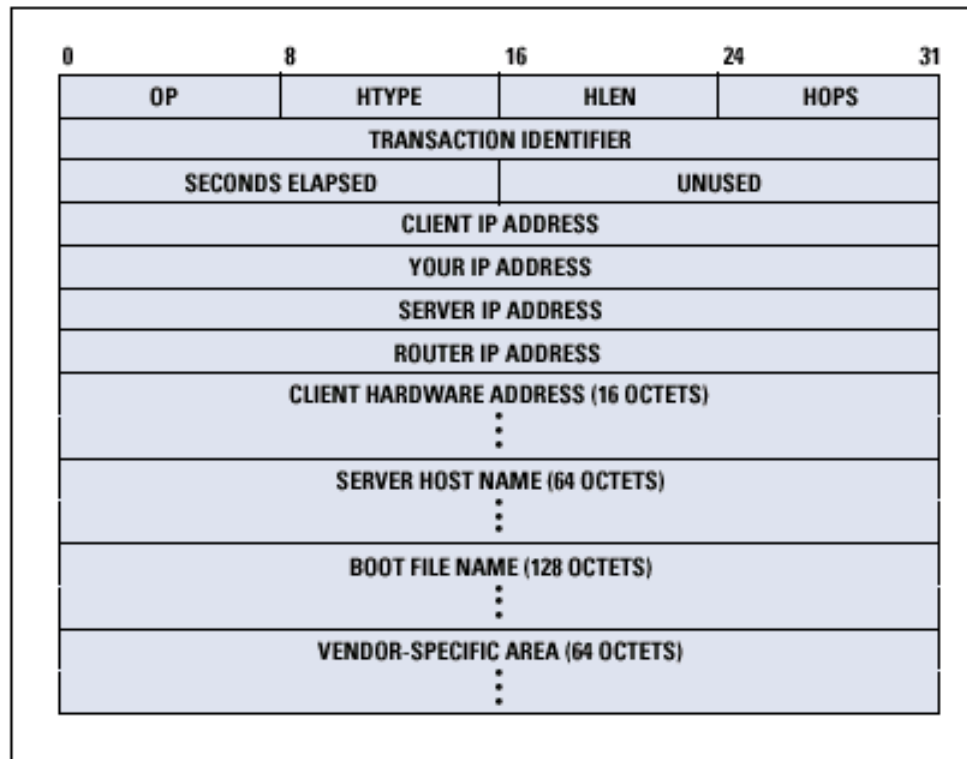 0 8 16 24 31
OP HTYPE HLEN HOPS
TRANSACTION IDENTIFIER
SECONDS ELAPSED UNUSED
CLIENT IP ADDRESS
YOUR IP ADDRESS
SERVER IP ADDRESS
ROUTER IP ADDRESS
CLIENT HARDWARE ADDRESS (16 OCTETS)
SERVER HOST NAME (64 OCTETS)
BOOT FILE NAME (128 OCTETS)
VENDOR-SPECIFIC AREA (64 OCTETS)